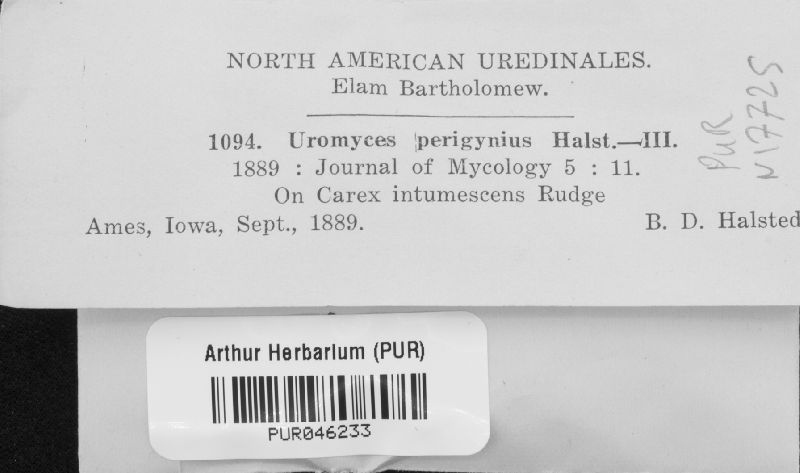 NORTH AMERICAN UREDINALES.
Elam Bartholomew.
1094. Uromyces perigynius Halst.—III.
1889 : Journal of Mycology 5 : 11.
On Carex intumescens Rudge
Ames, Iowa, Sept., 1889. B. D. Halsted
PUR
N17725
Arthur Herbarium (PUR)
PUR046233